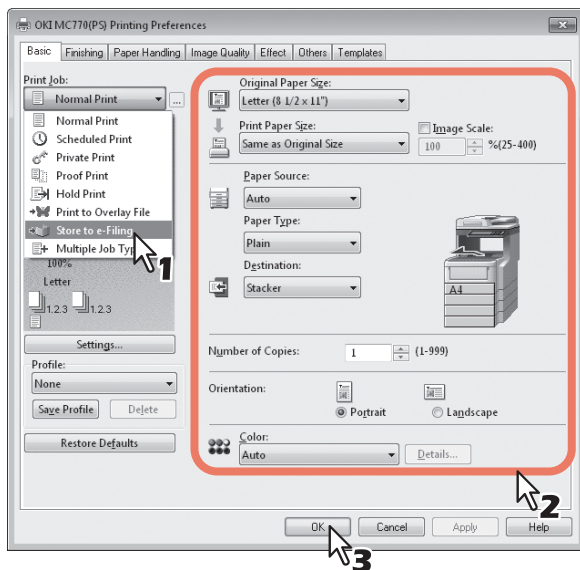 OKI MC770(PS) Printing Preferences
Basic Finishing Paper Handling Image Quality Effect Others Templates
Print Job:
Normal Print ...
Normal Print
Scheduled Print
Private Print
Proof Print
Hold Print
Print to Overlay File
Store to e-Filing
Multiple Job Typ
1
100%
Letter
1.2.3 1.2.3
Settings...
Profile:
None
Save Profile Delete
Restore Defaults
Original Paper Size:
Letter (8 1/2 x 11")
Print Paper Size:
Same as Original Size
Image Scale:
100 %(25-400)
Paper Source:
Auto
Paper Type:
Plain
Destination:
Stacker
A4
Number of Copies: 1 (1-999)
Orientation:
Portrait Landscape
Color:
Auto Details...
2
OK Cancel Apply Help
3